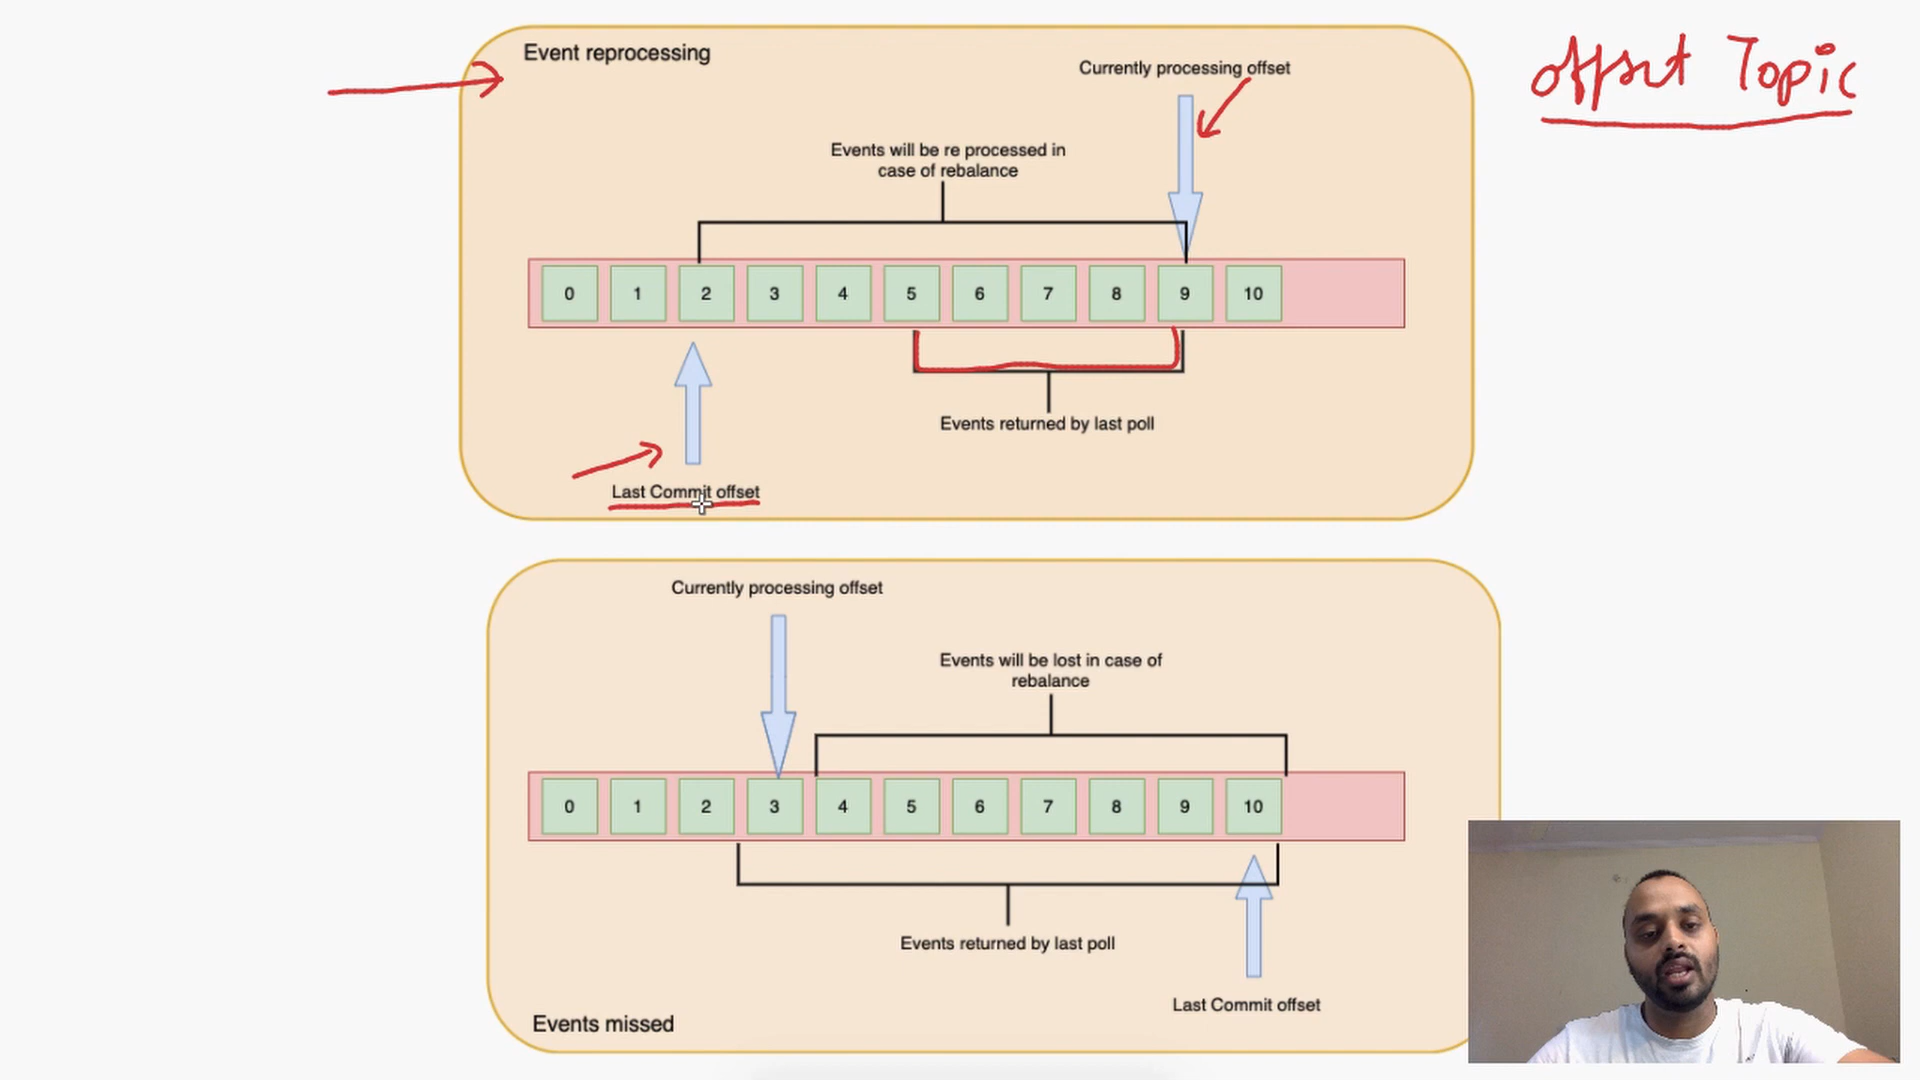 Event reprocessing
Currently processing offset
offset Topic
Events will be re processed in
case of rebalance
0 1 2 3 4 5 6 7 8 9 10
Events returned by last poll
Last Commit offset
Currently processing offset
Events will be lost in case of
rebalance
0 1 2 3 4 5 6 7 8 9 10
Events returned by last poll
Last Commit offset
Events missed